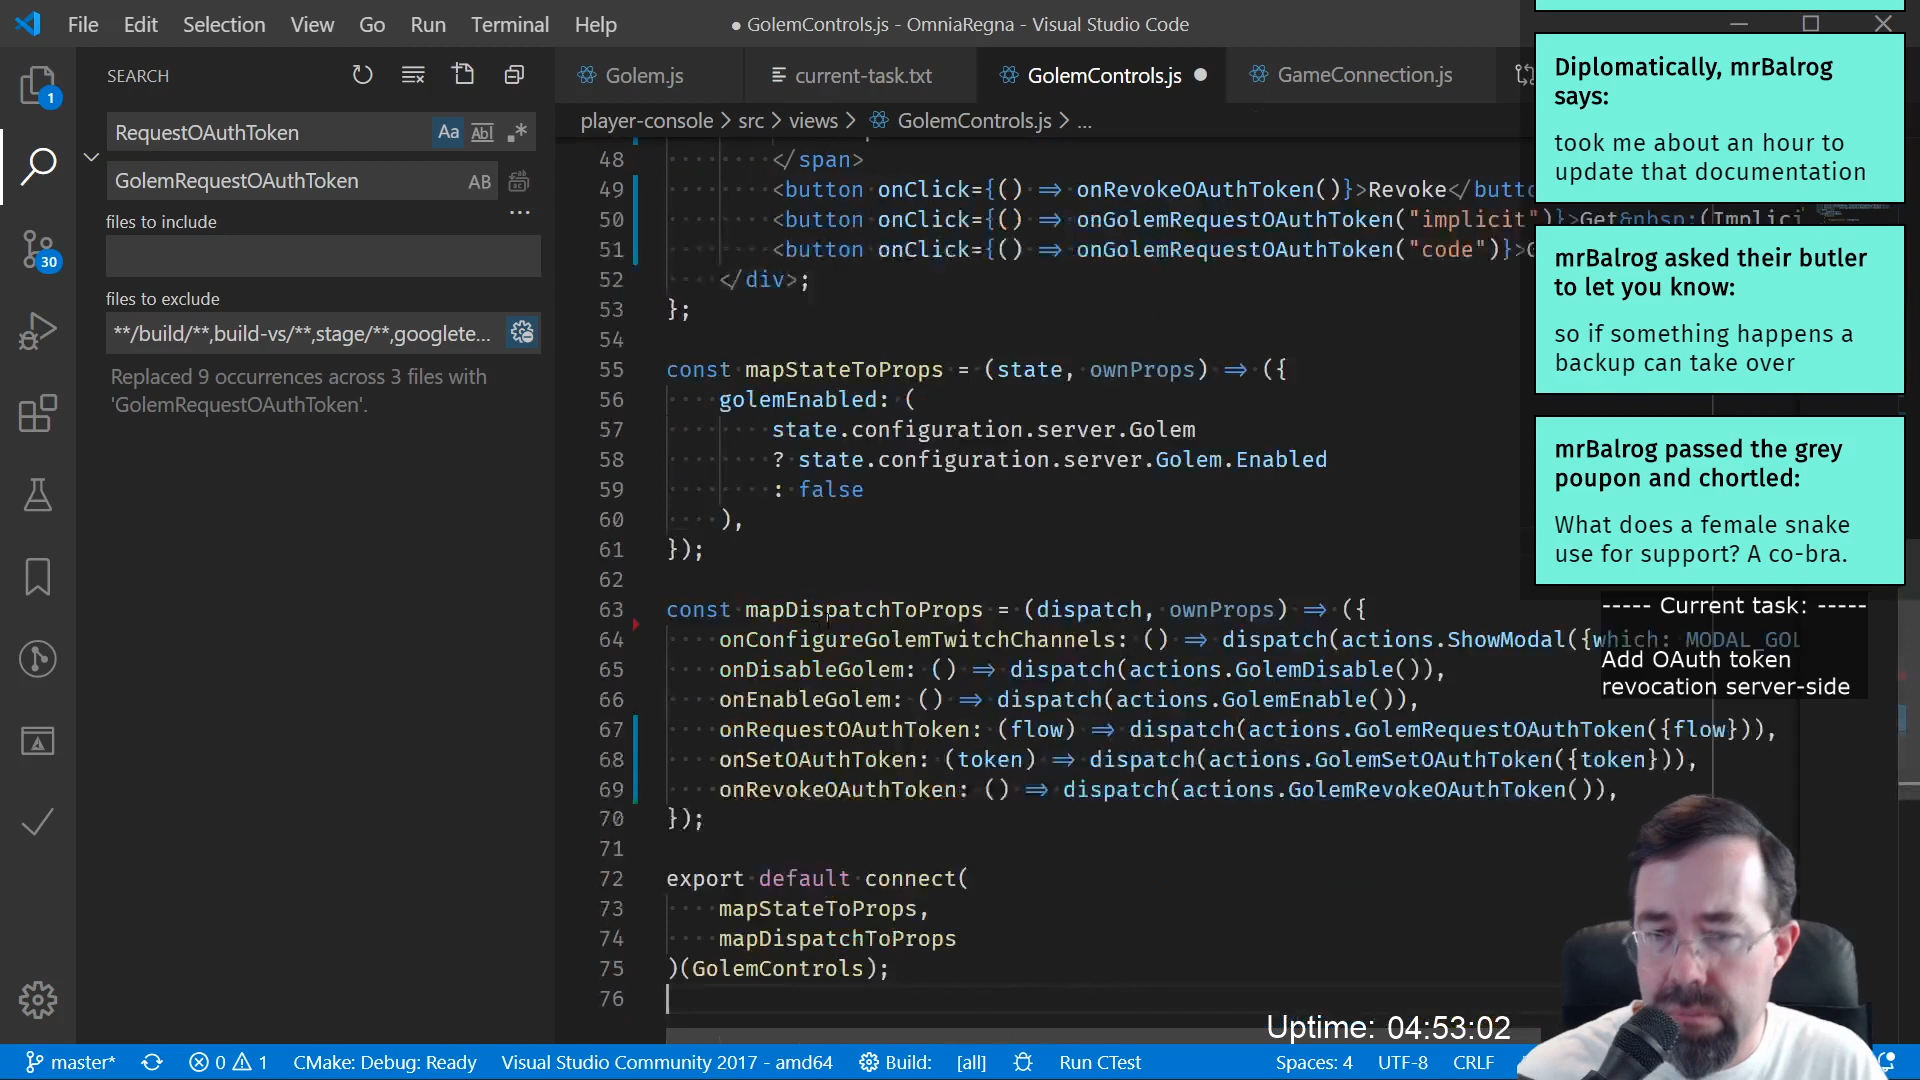 File Edit Selection View Go Run Terminal Help
● GolemControls.js - OmniaRegna - Visual Studio Code
SEARCH
RequestOAuthToken
Aa Abl
GolemRequestOAuthToken
AB
files to include
files to exclude
**/build/**,build-vs/**,stage/**,googlete...
Replaced 9 occurrences across 3 files with
'GolemRequestOAuthToken'.
1
30
Golem.js current-task.txt GolemControls.js GameConnection.js
player-console > src > views > GolemControls.js > ...
48 </span>
49 <button onClick={() => onRevokeOAuthToken()}>Revoke</butt
50 <button onClick={() => onGolemRequestOAuthToken("implicit")}>Get&nbsp;(Implici
51 <button onClick={() => onGolemRequestOAuthToken("code")}>
52 </div>;
53 };
54
55 const mapStateToProps = (state, ownProps) => ({
56 golemEnabled: (
57 state.configuration.server.Golem
58 ? state.configuration.server.Golem.Enabled
59 : false
60 ),
61 });
62
63 const mapDispatchToProps = (dispatch, ownProps) => ({
64 onConfigureGolemTwitchChannels: () => dispatch(actions.ShowModal({which: MODAL_GOL
65 onDisableGolem: () => dispatch(actions.GolemDisable()),
66 onEnableGolem: () => dispatch(actions.GolemEnable()),
67 onRequestOAuthToken: (flow) => dispatch(actions.GolemRequestOAuthToken({flow})),
68 onSetOAuthToken: (token) => dispatch(actions.GolemSetOAuthToken({token})),
69 onRevokeOAuthToken: () => dispatch(actions.GolemRevokeOAuthToken()),
70 });
71
72 export default connect(
73 mapStateToProps,
74 mapDispatchToProps
75 )(GolemControls);
76
Diplomatically, mrBalrog
says:
took me about an hour to
update that documentation
mrBalrog asked their butler
to let you know:
so if something happens a
backup can take over
mrBalrog passed the grey
poupon and chortled:
What does a female snake
use for support? A co-bra.
----- Current task: -----
Add OAuth token
revocation server-side
Uptime: 04:53:02
master* 0 1 CMake: Debug: Ready Visual Studio Community 2017 - amd64 Build: [all] Run CTest Spaces: 4 UTF-8 CRLF